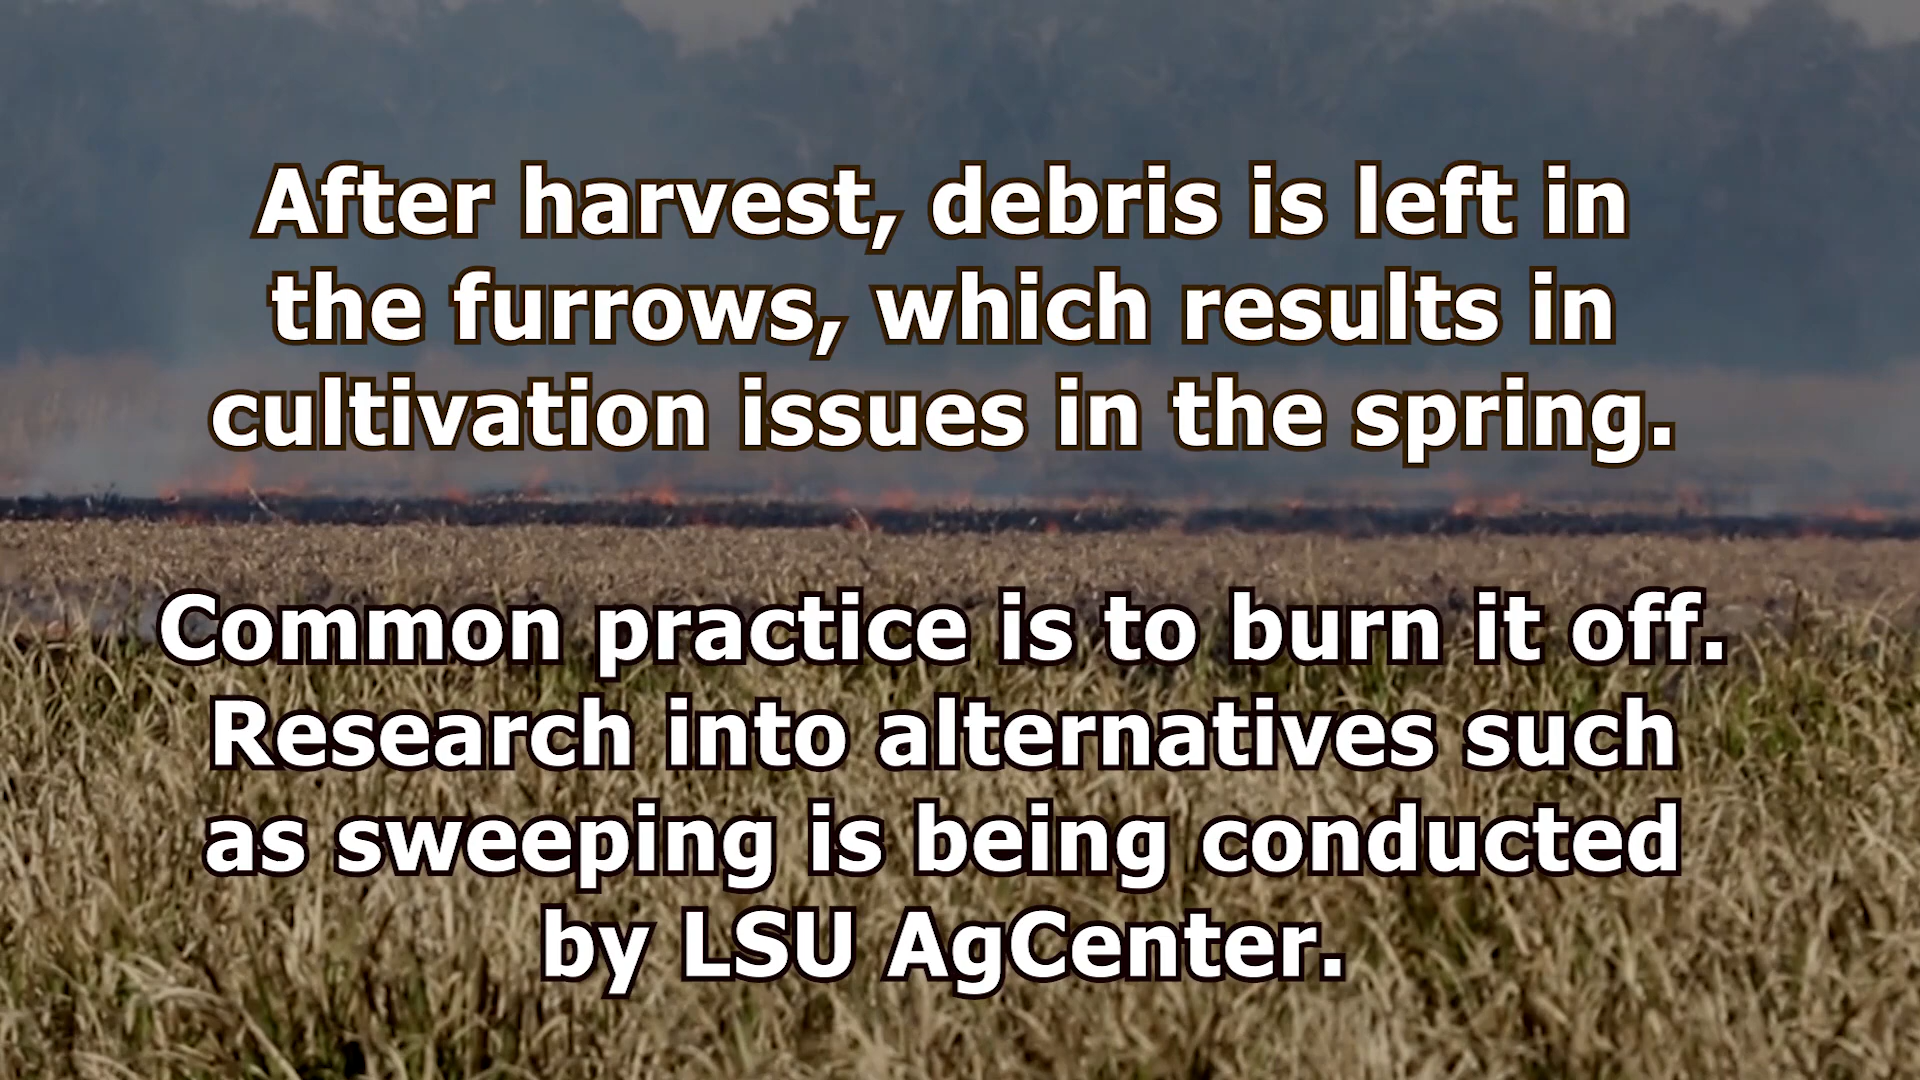 After harvest, debris is left in
the furrows, which results in
cultivation issues in the spring.
Common practice is to burn it off.
Research into alternatives such
as sweeping is being conducted
by LSU AgCenter.